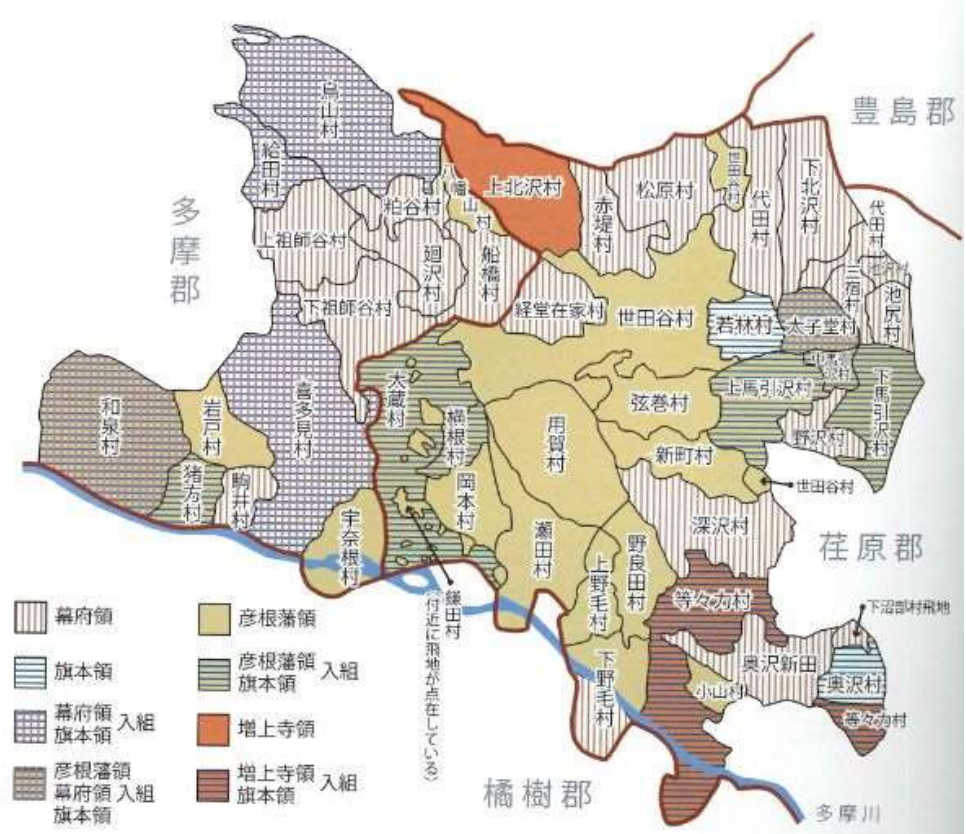 豊島郡
多摩郡
荏原郡
橘樹郡
多摩川
烏山村
給田村
八幡山村
粕谷村
上北沢村
赤堤村
松原村
世田谷村
代田村
下北沢村
代田村
池沢村
三宿村
池尻村
上祖師谷村
廻沢村
船橋村
下祖師谷村
経堂在家村
世田谷村
若林村
太子堂村
上馬引沢村
下馬引沢村
野沢村
世田谷村
弦巻村
新町村
用賀村
大蔵村
横根村
岡本村
喜多見村
和泉村
岩戸村
猪方村
駒井村
宇奈根村
鎌田村
(付近に飛地が点在している)
瀬田村
上野毛村
野良田村
下野毛村
深沢村
等々力村
下沼部村飛地
奥沢新田
奥沢村
小山村
等々力村
幕府領
旗本領
幕府領
旗本領
入組
彦根藩領
幕府領
旗本領
入組
彦根藩領
彦根藩領
旗本領
入組
増上寺領
増上寺領
旗本領
入組